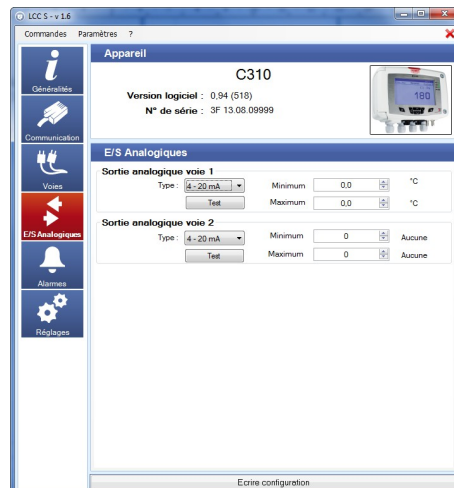 LCC S - v 1.6
Commandes Paramètres ?
Appareil
C310
Version logiciel : 0,94 (518)
N° de série : 3F 13.08.09999
180
Généralités
Communication
Voies
E/S Analogiques
Alarmes
Réglages
E/S Analogiques
Sortie analogique voie 1
Type : 4 - 20 mA Minimum 0,0 °C
Test Maximum 0,0 °C
Sortie analogique voie 2
Type : 4 - 20 mA Minimum 0 Aucune
Test Maximum 0 Aucune
Ecrire configuration